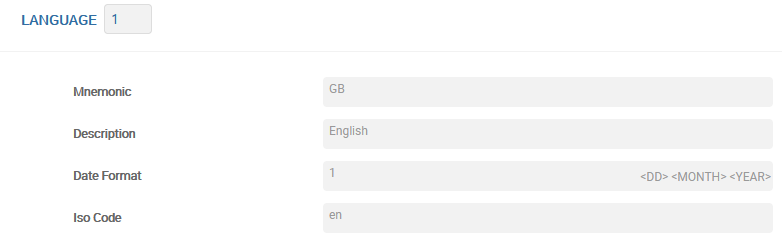 LANGUAGE 1
Mnemonic GB
Description English
Date Format 1 <DD> <MONTH> <YEAR>
Iso Code en